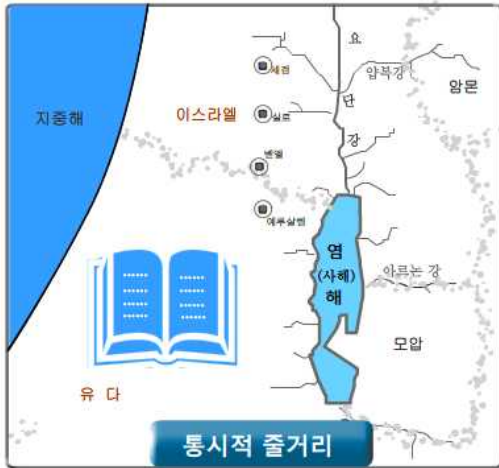 요
세겜
얍복강
암몬
지중해
이스라엘
실로
단
강
벧엘
예루살렘
염
(사해)
해
아르논 강
모압
유 다
통시적 줄거리